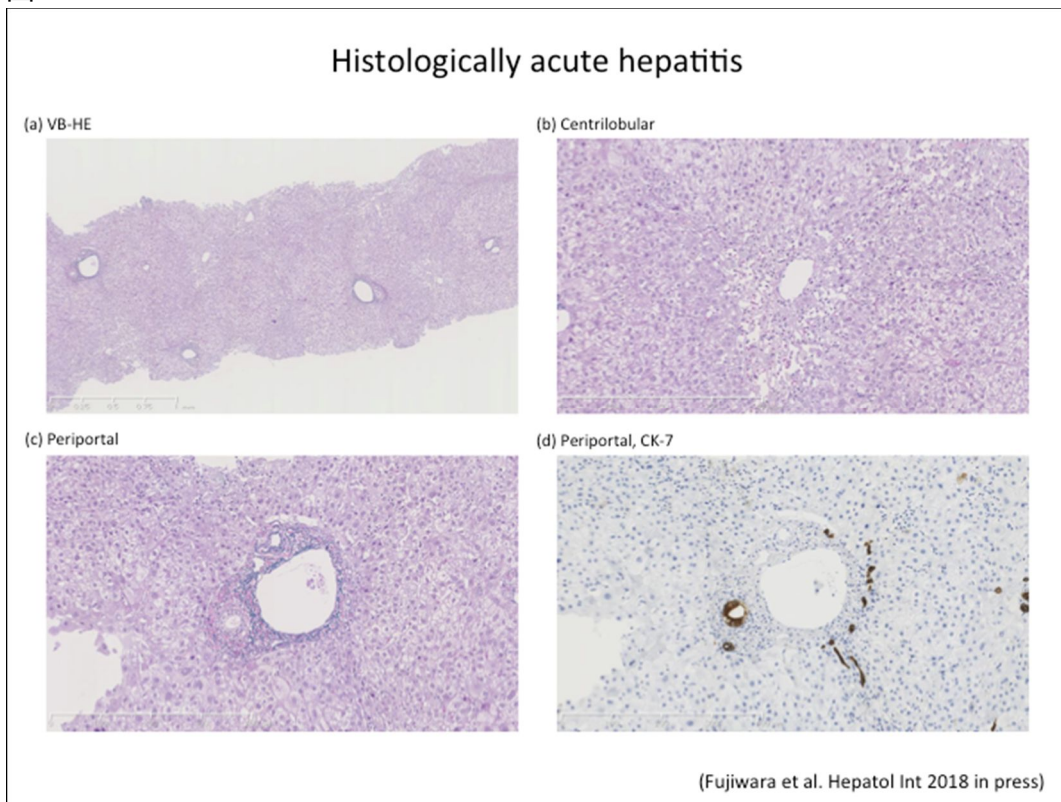 Histologically acute hepatitis
(a) VB-HE
(b) Centrilobular
(c) Periportal
(d) Periportal, CK-7
(Fujiwara et al. Hepatol Int 2018 in press)